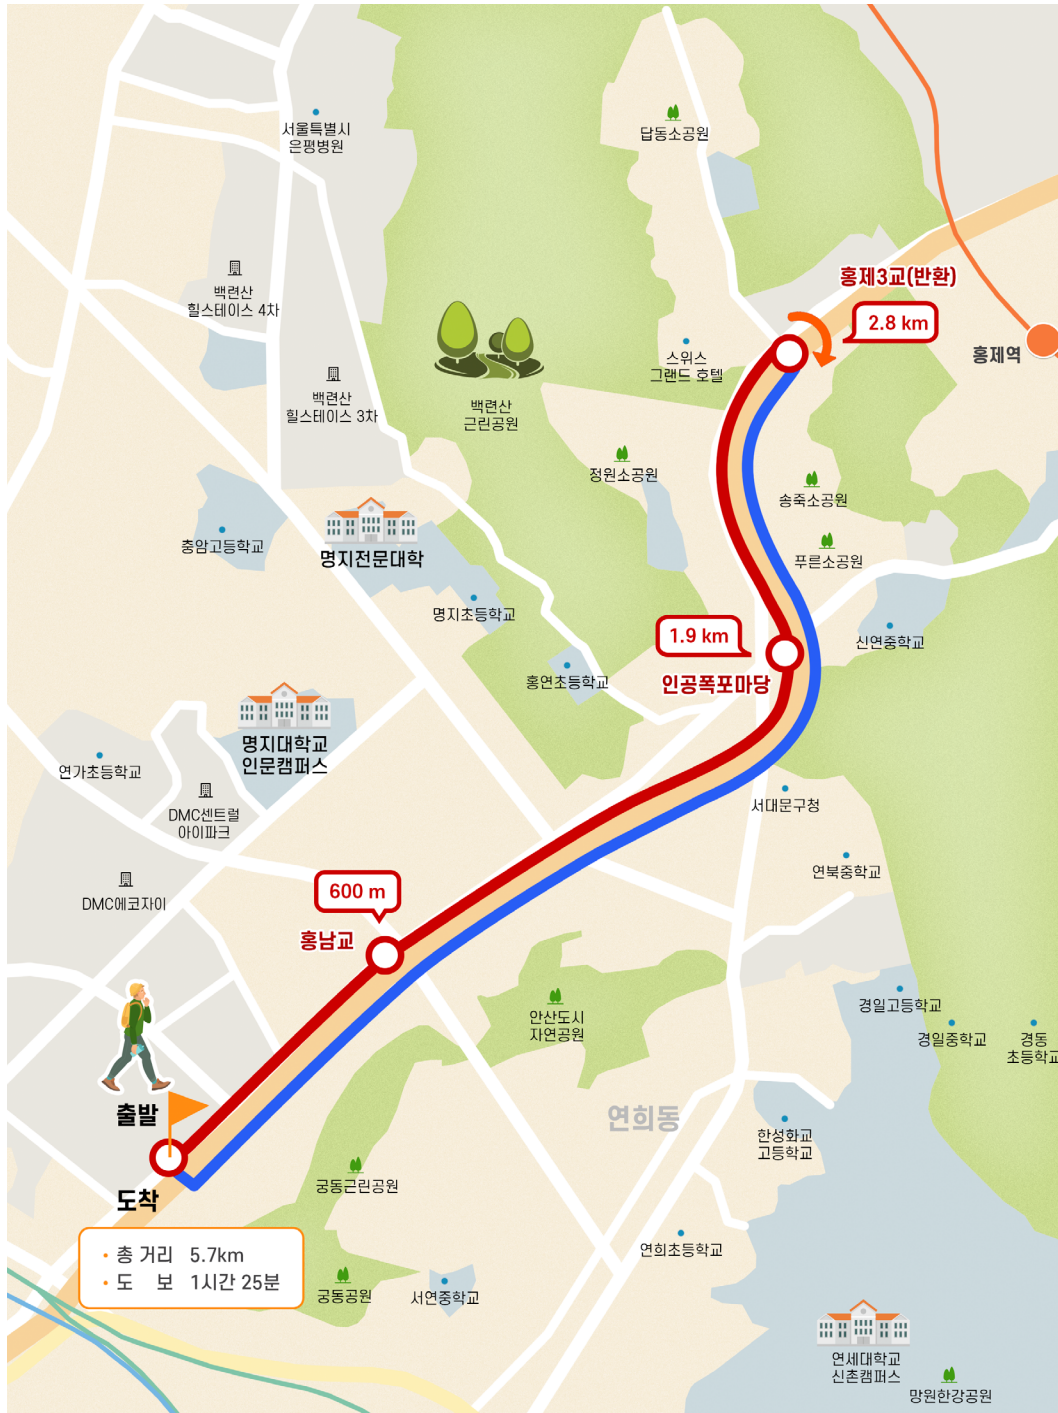 서울특별시
은평병원
답동소공원
백련산
힐스테이스 4차
홍제3교(반환)
2.8 km
홍제역
스위스
그랜드 호텔
백련산
힐스테이스 3차
백련산
근린공원
정원소공원
송죽소공원
충암고등학교
명지전문대학
푸른소공원
명지초등학교
신연중학교
1.9 km
인공폭포마당
홍연초등학교
명지대학교
인문캠퍼스
연가초등학교
DMC센트럴
아이파크
서대문구청
연북중학교
600 m
DMC에코자이
홍남교
경일고등학교
안산도시
자연공원
경일중학교
경동
초등학교
출발
연희동
한성화교
고등학교
궁동근린공원
도착
총 거리 5.7km
도 보 1시간 25분
연희초등학교
궁동공원
서연중학교
연세대학교
신촌캠퍼스
망원한강공원